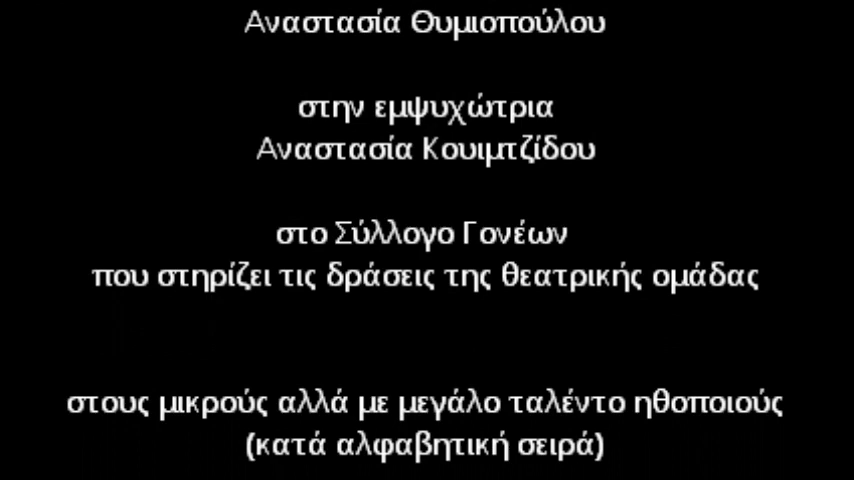 Αναστασία Θυμιοπούλου
στην εμψυχώτρια
Αναστασία Κουιμτζίδου
στο Σύλλογο Γονέων
που στηρίζει τις δράσεις της θεατρικής ομάδας
στους μικρούς αλλά με μεγάλο ταλέντο ηθοποιούς
(κατά αλφαβητική σειρά)